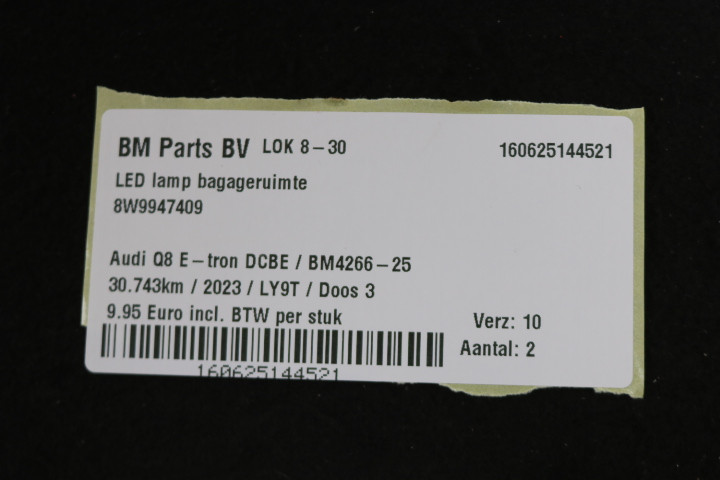 BM Parts BV LOK 8-30 160625144521
LED lamp bagageruimte
8W9947409
Audi Q8 E-tron DCBE / BM4266-25
30.743km / 2023 / LY9T / Doos 3
9.95 Euro incl. BTW per stuk Verz: 10
Aantal: 2
160625144521